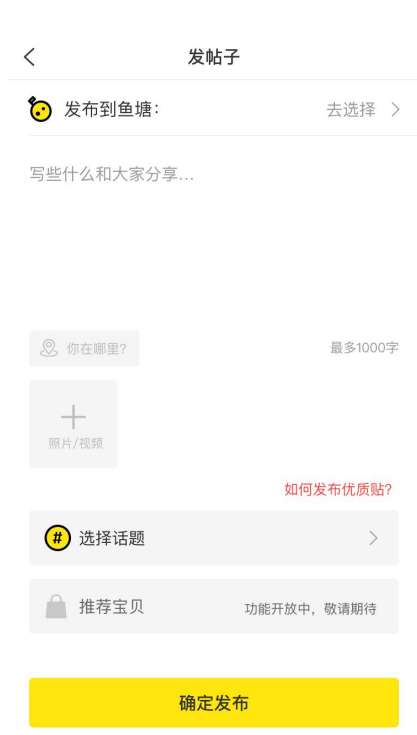 发帖子
发布到鱼塘：
去选择
写些什么和大家分享...
你在哪里?
最多1000字
照片/视频
如何发布优质贴?
# 选择话题
推荐宝贝
功能开放中，敬请期待
确定发布